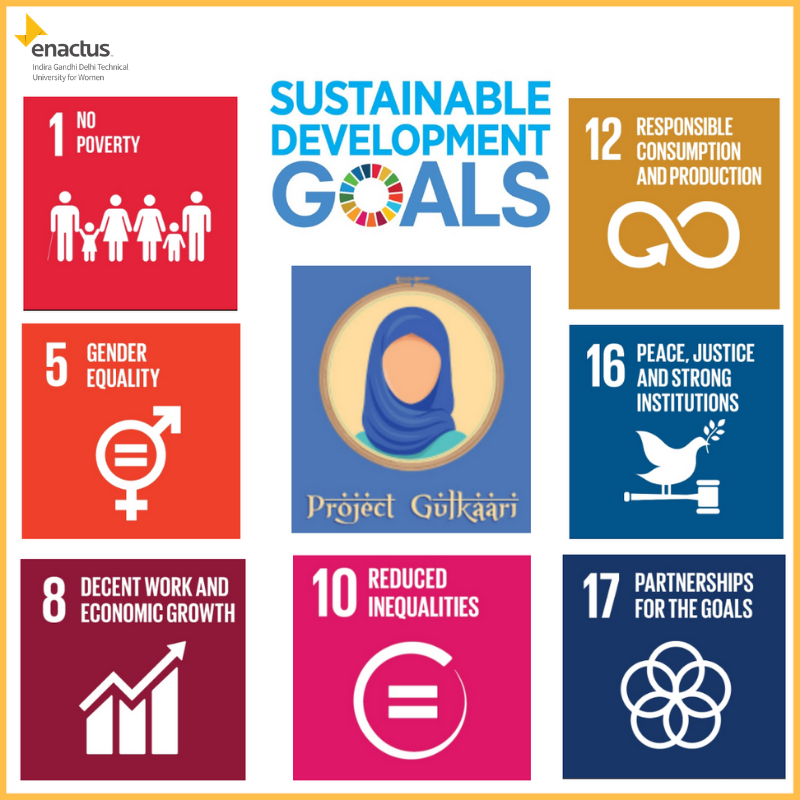 enactus.
Indira Gandhi Delhi Technical
University for Women
SUSTAINABLE
DEVELOPMENT
GOALS
1 NO
POVERTY
12 RESPONSIBLE
CONSUMPTION
AND PRODUCTION
5 GENDER
EQUALITY
Project Gulkaari
16 PEACE, JUSTICE
AND STRONG
INSTITUTIONS
8 DECENT WORK AND
ECONOMIC GROWTH
10 REDUCED
INEQUALITIES
17 PARTNERSHIPS
FOR THE GOALS